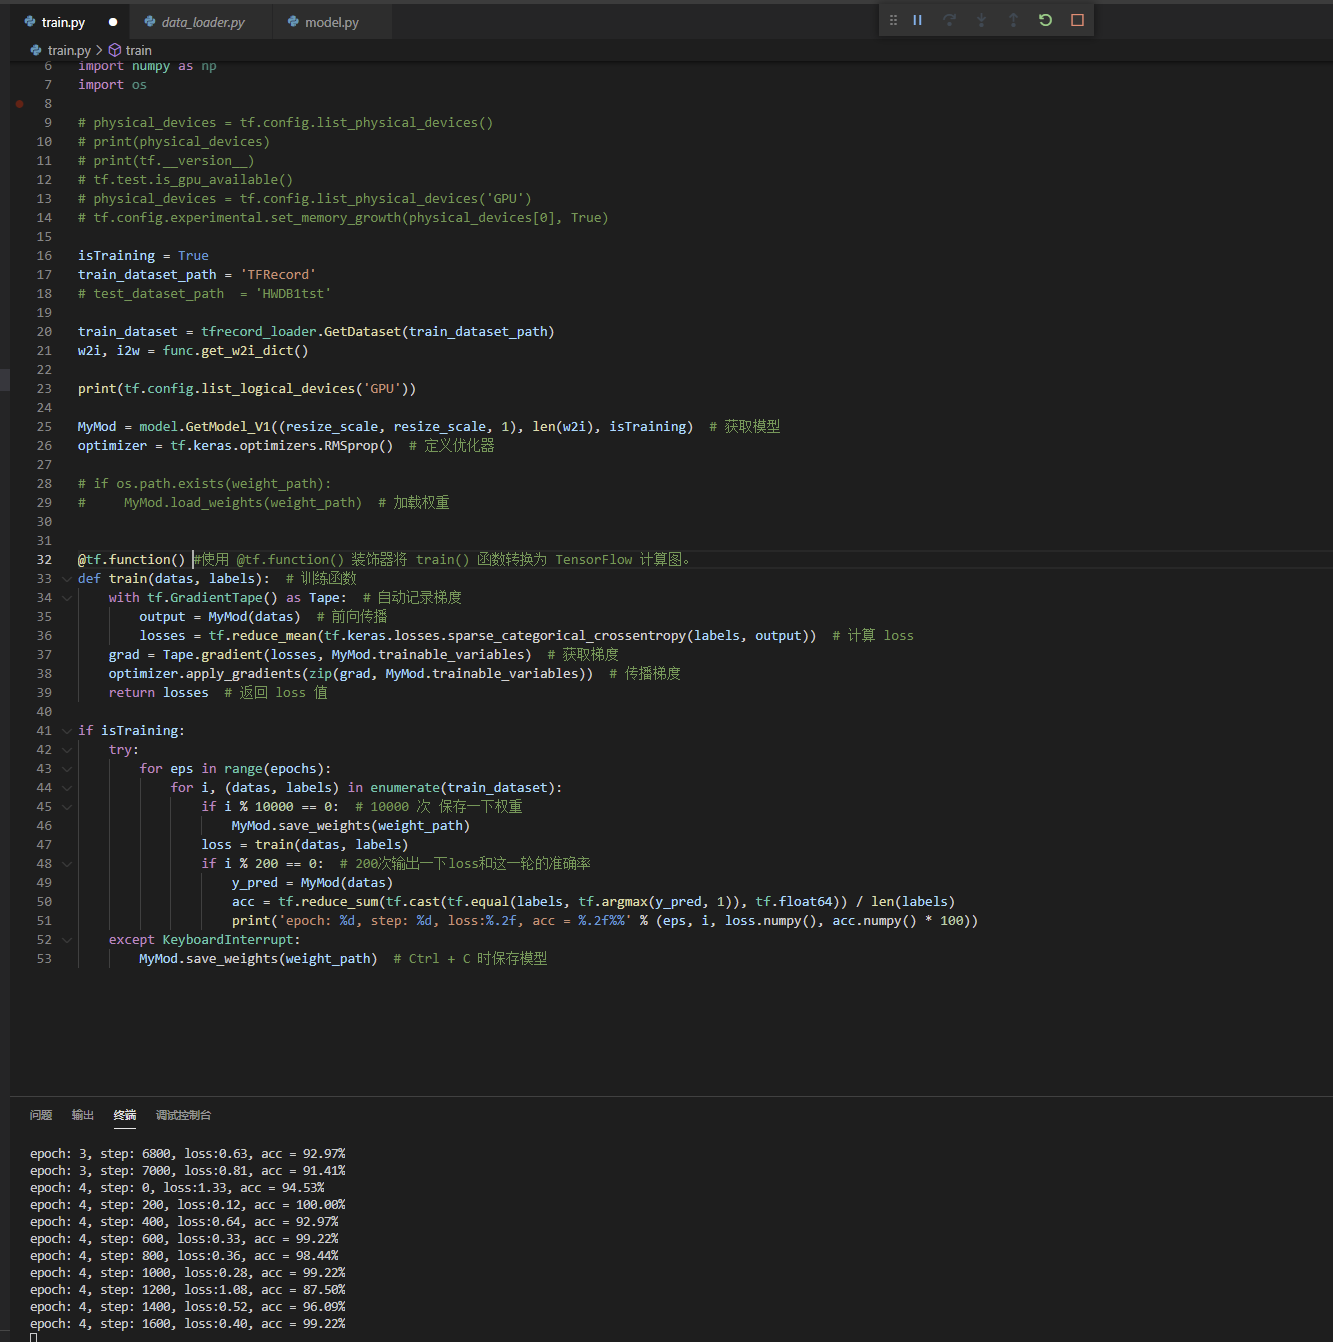 train.py
data_loader.py
model.py
train.py > train
6 import numpy as np
7 import os
8
9 # physical_devices = tf.config.list_physical_devices()
10 # print(physical_devices)
11 # print(tf.__version__)
12 # tf.test.is_gpu_available()
13 # physical_devices = tf.config.list_physical_devices('GPU')
14 # tf.config.experimental.set_memory_growth(physical_devices[0], True)
15
16 isTraining = True
17 train_dataset_path = 'TFRecord'
18 # test_dataset_path  = 'HWDB1tst'
19
20 train_dataset = tfrecord_loader.GetDataset(train_dataset_path)
21 w2i, i2w = func.get_w2i_dict()
22
23 print(tf.config.list_logical_devices('GPU'))
24
25 MyMod = model.GetModel_V1((resize_scale, resize_scale, 1), len(w2i), isTraining)  # 获取模型
26 optimizer = tf.keras.optimizers.RMSprop()  # 定义优化器
27
28 # if os.path.exists(weight_path):
29 #     MyMod.load_weights(weight_path)  # 加载权重
30
31
32 @tf.function() #使用 @tf.function() 装饰器将 train() 函数转换为 TensorFlow 计算图。
33 def train(datas, labels):  # 训练函数
34     with tf.GradientTape() as Tape:  # 自动记录梯度
35         output = MyMod(datas)  # 前向传播
36         losses = tf.reduce_mean(tf.keras.losses.sparse_categorical_crossentropy(labels, output))  # 计算 loss
37     grad = Tape.gradient(losses, MyMod.trainable_variables)  # 获取梯度
38     optimizer.apply_gradients(zip(grad, MyMod.trainable_variables))  # 传播梯度
39     return losses  # 返回 loss 值
40
41 if isTraining:
42     try:
43         for eps in range(epochs):
44             for i, (datas, labels) in enumerate(train_dataset):
45                 if i % 10000 == 0:  # 10000 次 保存一下权重
46                     MyMod.save_weights(weight_path)
47                 loss = train(datas, labels)
48                 if i % 200 == 0:  # 200次输出一下loss和这一轮的准确率
49                     y_pred = MyMod(datas)
50                     acc = tf.reduce_sum(tf.cast(tf.equal(labels, tf.argmax(y_pred, 1)), tf.float64)) / len(labels)
51                     print('epoch: %d, step: %d, loss:%.2f, acc = %.2f%%' % (eps, i, loss.numpy(), acc.numpy() * 100))
52     except KeyboardInterrupt:
53         MyMod.save_weights(weight_path)  # Ctrl + C 时保存模型
问题 输出 终端 调试控制台
epoch: 3, step: 6800, loss:0.63, acc = 92.97%
epoch: 3, step: 7000, loss:0.81, acc = 91.41%
epoch: 4, step: 0, loss:1.33, acc = 94.53%
epoch: 4, step: 200, loss:0.12, acc = 100.00%
epoch: 4, step: 400, loss:0.64, acc = 92.97%
epoch: 4, step: 600, loss:0.33, acc = 99.22%
epoch: 4, step: 800, loss:0.36, acc = 98.44%
epoch: 4, step: 1000, loss:0.28, acc = 99.22%
epoch: 4, step: 1200, loss:1.08, acc = 87.50%
epoch: 4, step: 1400, loss:0.52, acc = 96.09%
epoch: 4, step: 1600, loss:0.40, acc = 99.22%